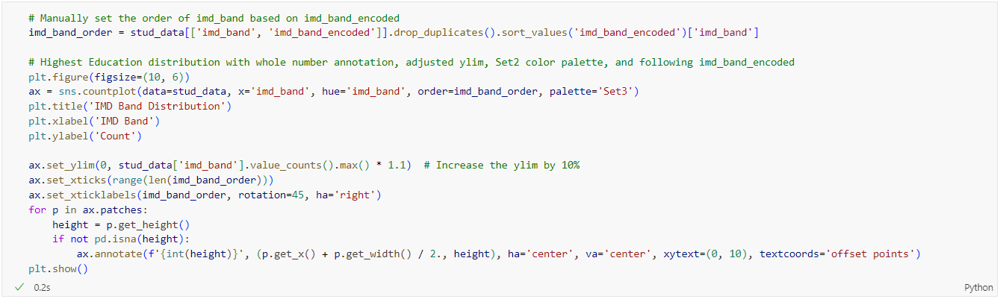 # Manually set the order of imd_band based on imd_band_encoded
imd_band_order = stud_data[['imd_band', 'imd_band_encoded']].drop_duplicates().sort_values('imd_band_encoded')['imd_band']

# Highest Education distribution with whole number annotation, adjusted ylim, Set2 color palette, and following imd_band_encoded
plt.figure(figsize=(10, 6))
ax = sns.countplot(data=stud_data, x='imd_band', hue='imd_band', order=imd_band_order, palette='Set3')
plt.title('IMD Band Distribution')
plt.xlabel('IMD Band')
plt.ylabel('Count')

ax.set_ylim(0, stud_data['imd_band'].value_counts().max() * 1.1)  # Increase the ylim by 10%
ax.set_xticks(range(len(imd_band_order)))
ax.set_xticklabels(imd_band_order, rotation=45, ha='right')
for p in ax.patches:
    height = p.get_height()
    if not pd.isna(height):
        ax.annotate(f'{int(height)}', (p.get_x() + p.get_width() / 2., height), ha='center', va='center', xytext=(0, 10), textcoords='offset points')
plt.show()
✓ 0.2s
Python